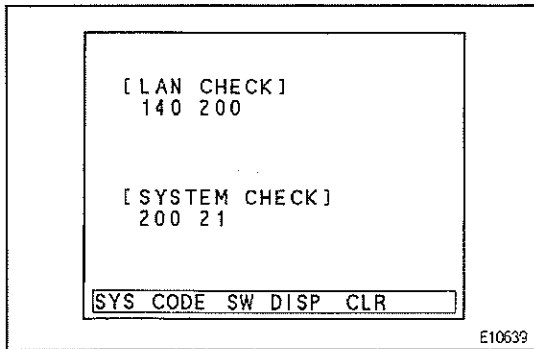 [LAN CHECK]
140 200
[SYSTEM CHECK]
200 21
SYS CODE SW DISP CLR
E10639